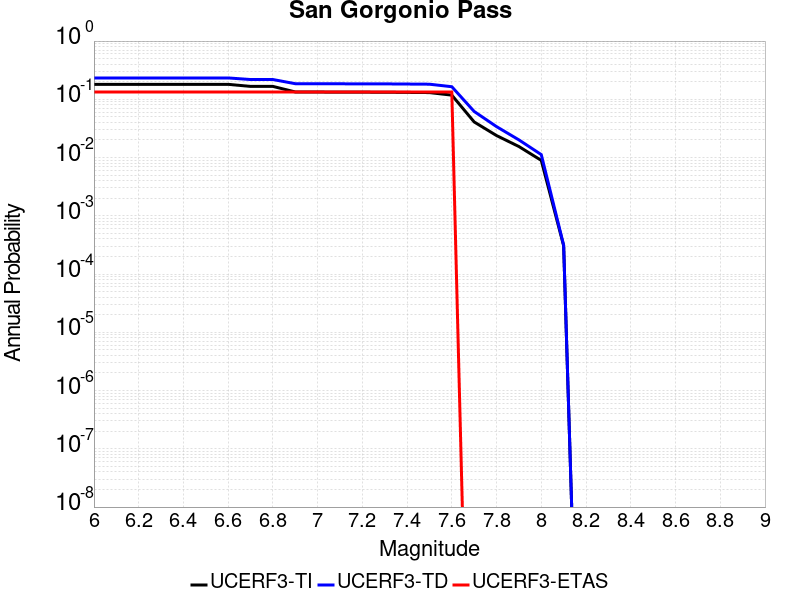 San Gorgonio Pass
10^0
10^-1
10^-2
10^-3
10^-4
10^-5
10^-6
10^-7
10^-8
Annual Probability
6 6.2 6.4 6.6 6.8 7 7.2 7.4 7.6 7.8 8 8.2 8.4 8.6 8.8 9
Magnitude
UCERF3-TI UCERF3-TD UCERF3-ETAS